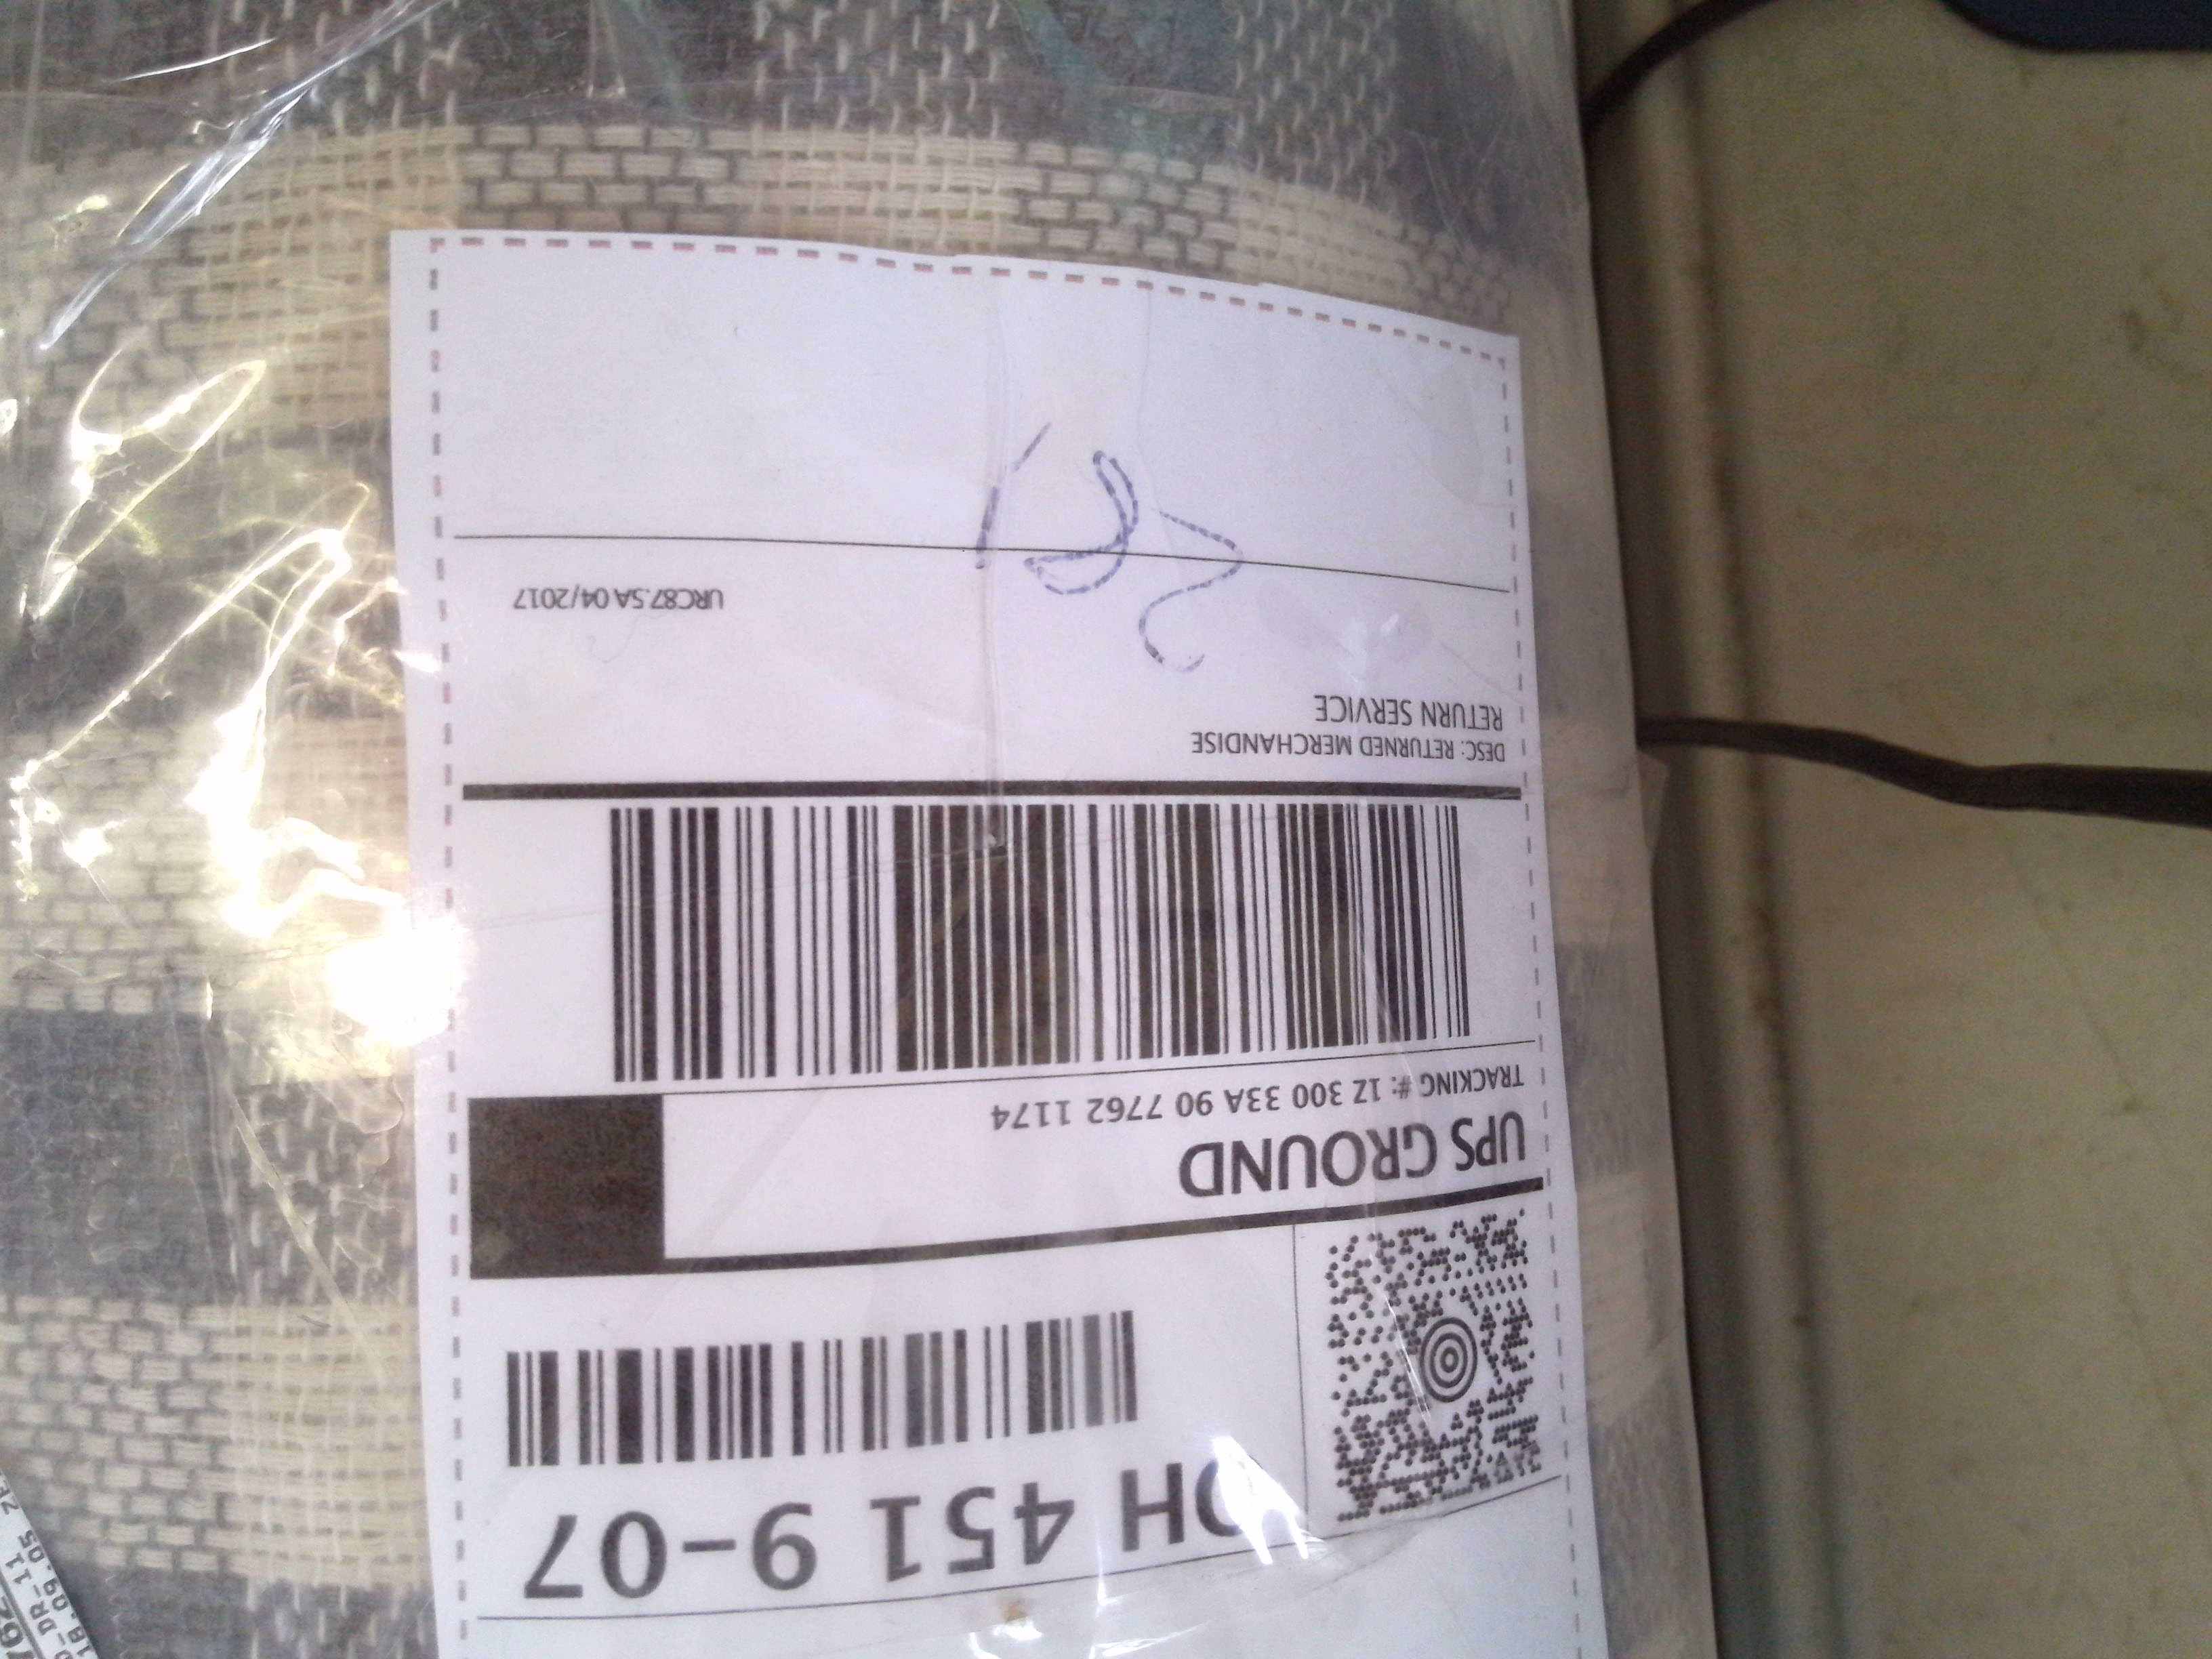 OH 451 9-07
UPS GROUND
TRACKING #: 1Z 300 33A 90 7762 1174
DESC: RETURNED MERCHANDISE
RETURN SERVICE
URC87.5A 04/2017